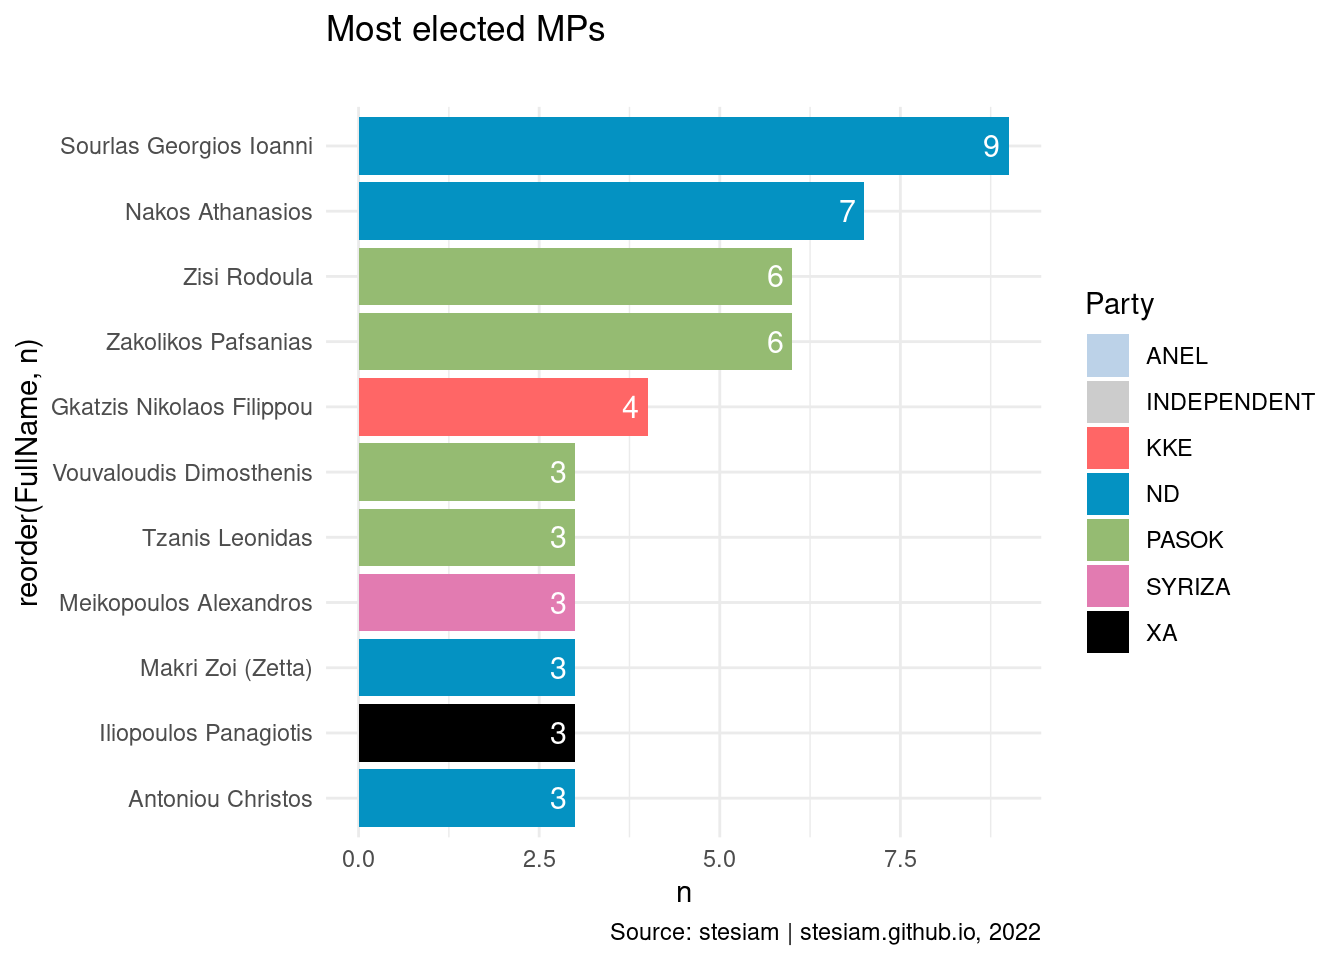 Most elected MPs
reorder(FullName, n)
Sourlas Georgios Ioanni 9
Nakos Athanasios 7
Zisi Rodoula 6
Zakolikos Pafsanias 6
Gkatzis Nikolaos Filippou 4
Vouvaloudis Dimosthenis 3
Tzanis Leonidas 3
Meikopoulos Alexandros 3
Makri Zoi (Zetta) 3
Iliopoulos Panagiotis 3
Antoniou Christos 3
0.0 2.5 5.0 7.5
n
Party
ANEL
INDEPENDENT
KKE
ND
PASOK
SYRIZA
XA
Source: stesiam | stesiam.github.io, 2022